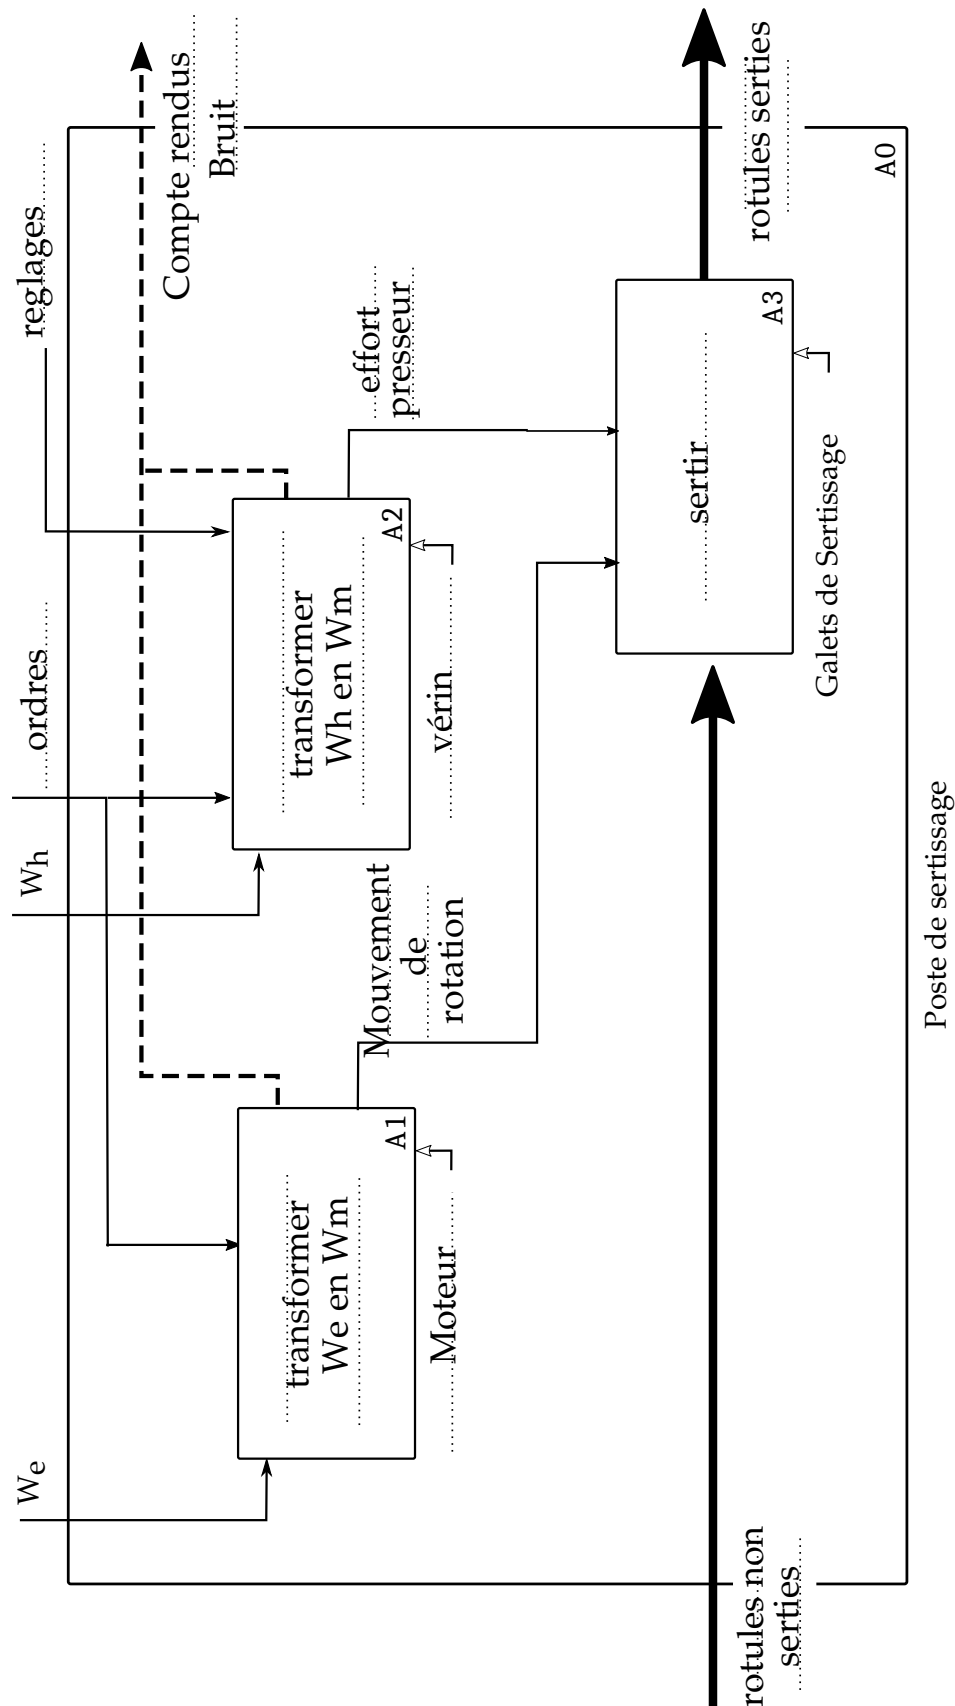 We
Wh
ordres
reglages
Compte rendus
Bruit
transformer
We en Wm
A1
Moteur
Mouvement
de
rotation
transformer
Wh en Wm
A2
vérin
effort
presseur
sertir
A3
Galets de Sertissage
rotules non
serties
rotules serties
A0
Poste de sertissage